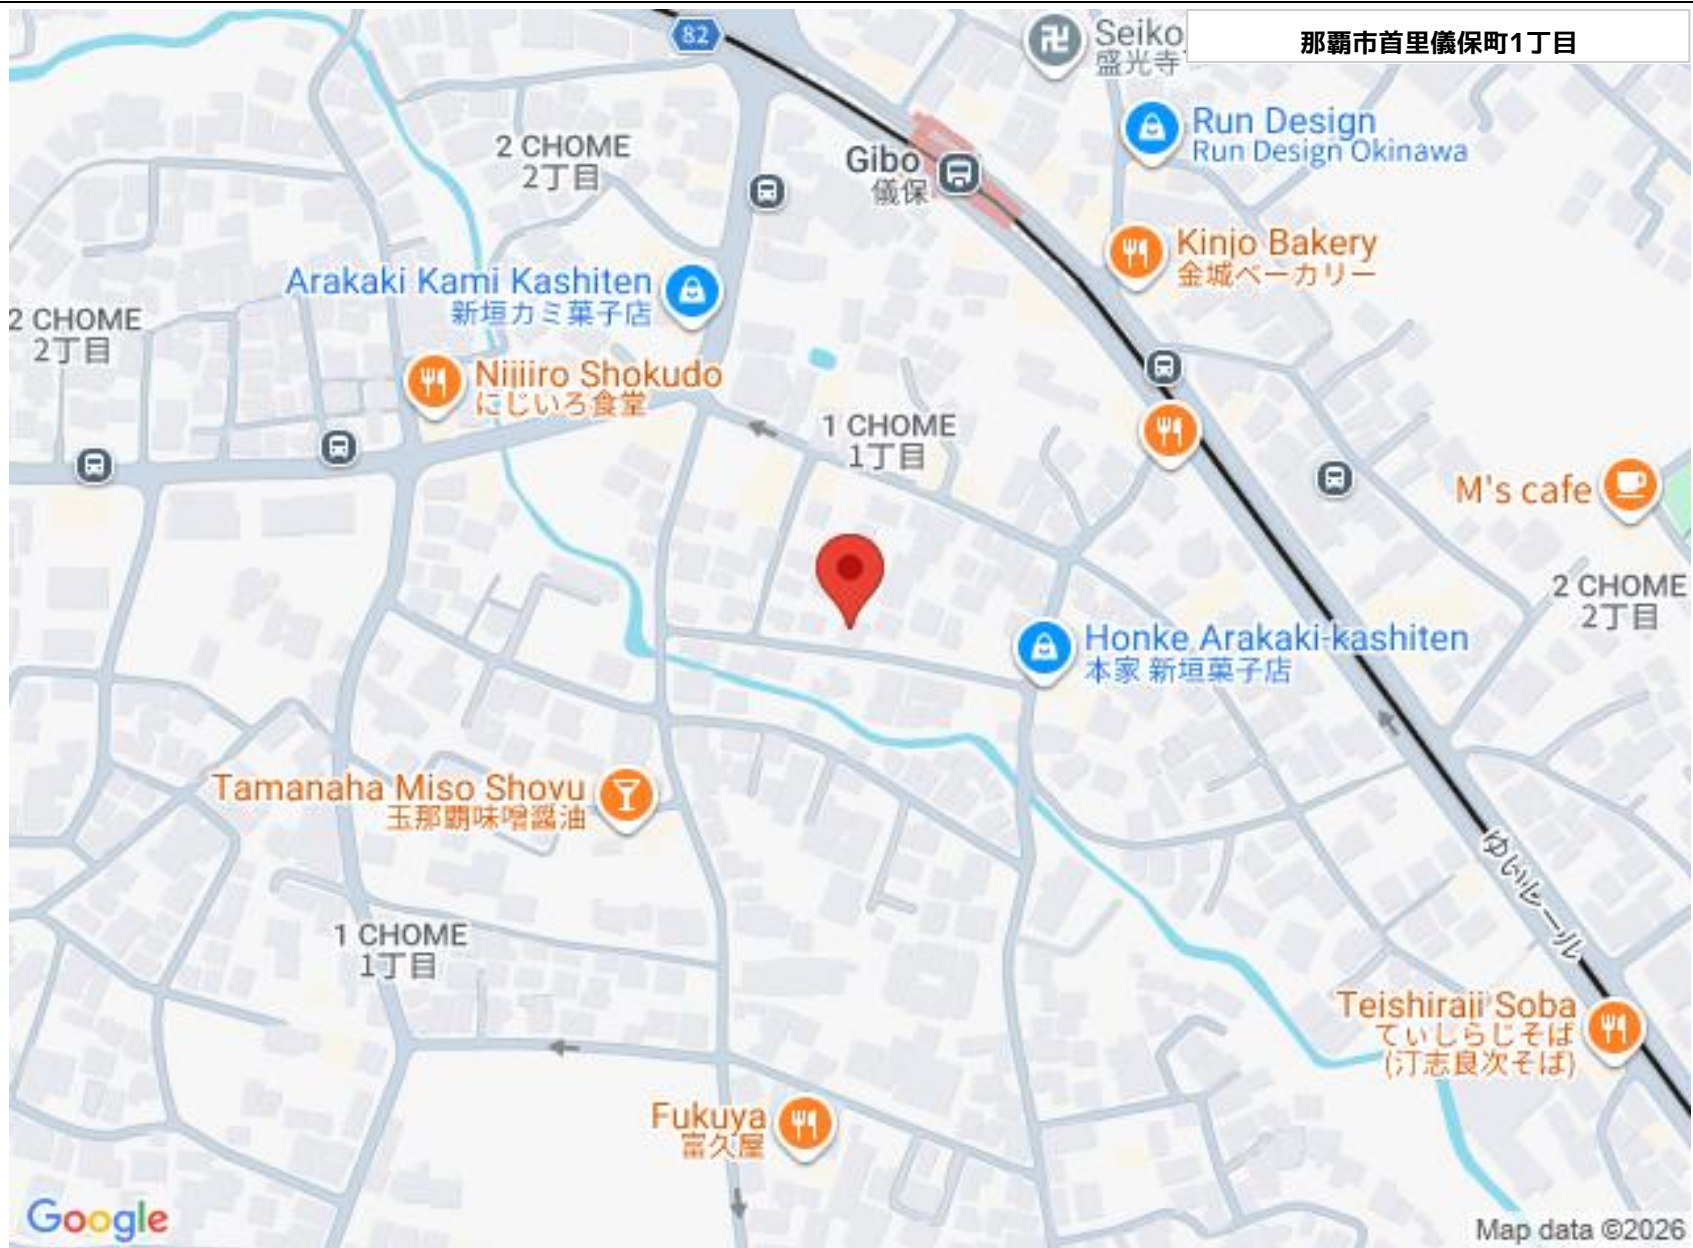 82
Seiko
盛光寺
那覇市首里儀保町1丁目
Run Design
Run Design Okinawa
2 CHOME
2丁目
Gibo
儀保
Kinjo Bakery
金城ベーカリー
Arakaki Kami Kashiten
新垣カミ菓子店
2 CHOME
2丁目
Nijiiro Shokudo
にじいろ食堂
1 CHOME
1丁目
M's cafe
2 CHOME
2丁目
Honke Arakaki-kashiten
本家 新垣菓子店
Tamanaha Miso Shoyu
玉那覇味噌醤油
ゆいレール
1 CHOME
1丁目
Teishiraji Soba
てぃしらじそば
(汀志良次そば)
Fukuya
富久屋
Google
Map data ©2026